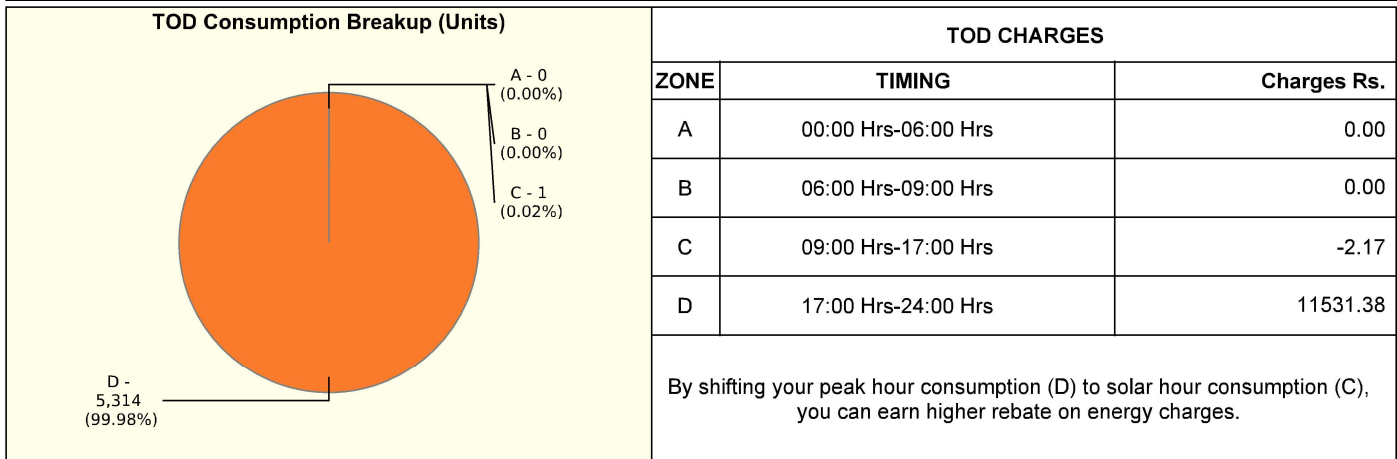 TOD Consumption Breakup (Units)
A - 0
(0.00%)
B - 0
(0.00%)
C - 1
(0.02%)
D -
5,314
(99.98%)
TOD CHARGES
ZONE TIMING Charges Rs.
A 00:00 Hrs-06:00 Hrs 0.00
B 06:00 Hrs-09:00 Hrs 0.00
C 09:00 Hrs-17:00 Hrs -2.17
D 17:00 Hrs-24:00 Hrs 11531.38
By shifting your peak hour consumption (D) to solar hour consumption (C),
you can earn higher rebate on energy charges.